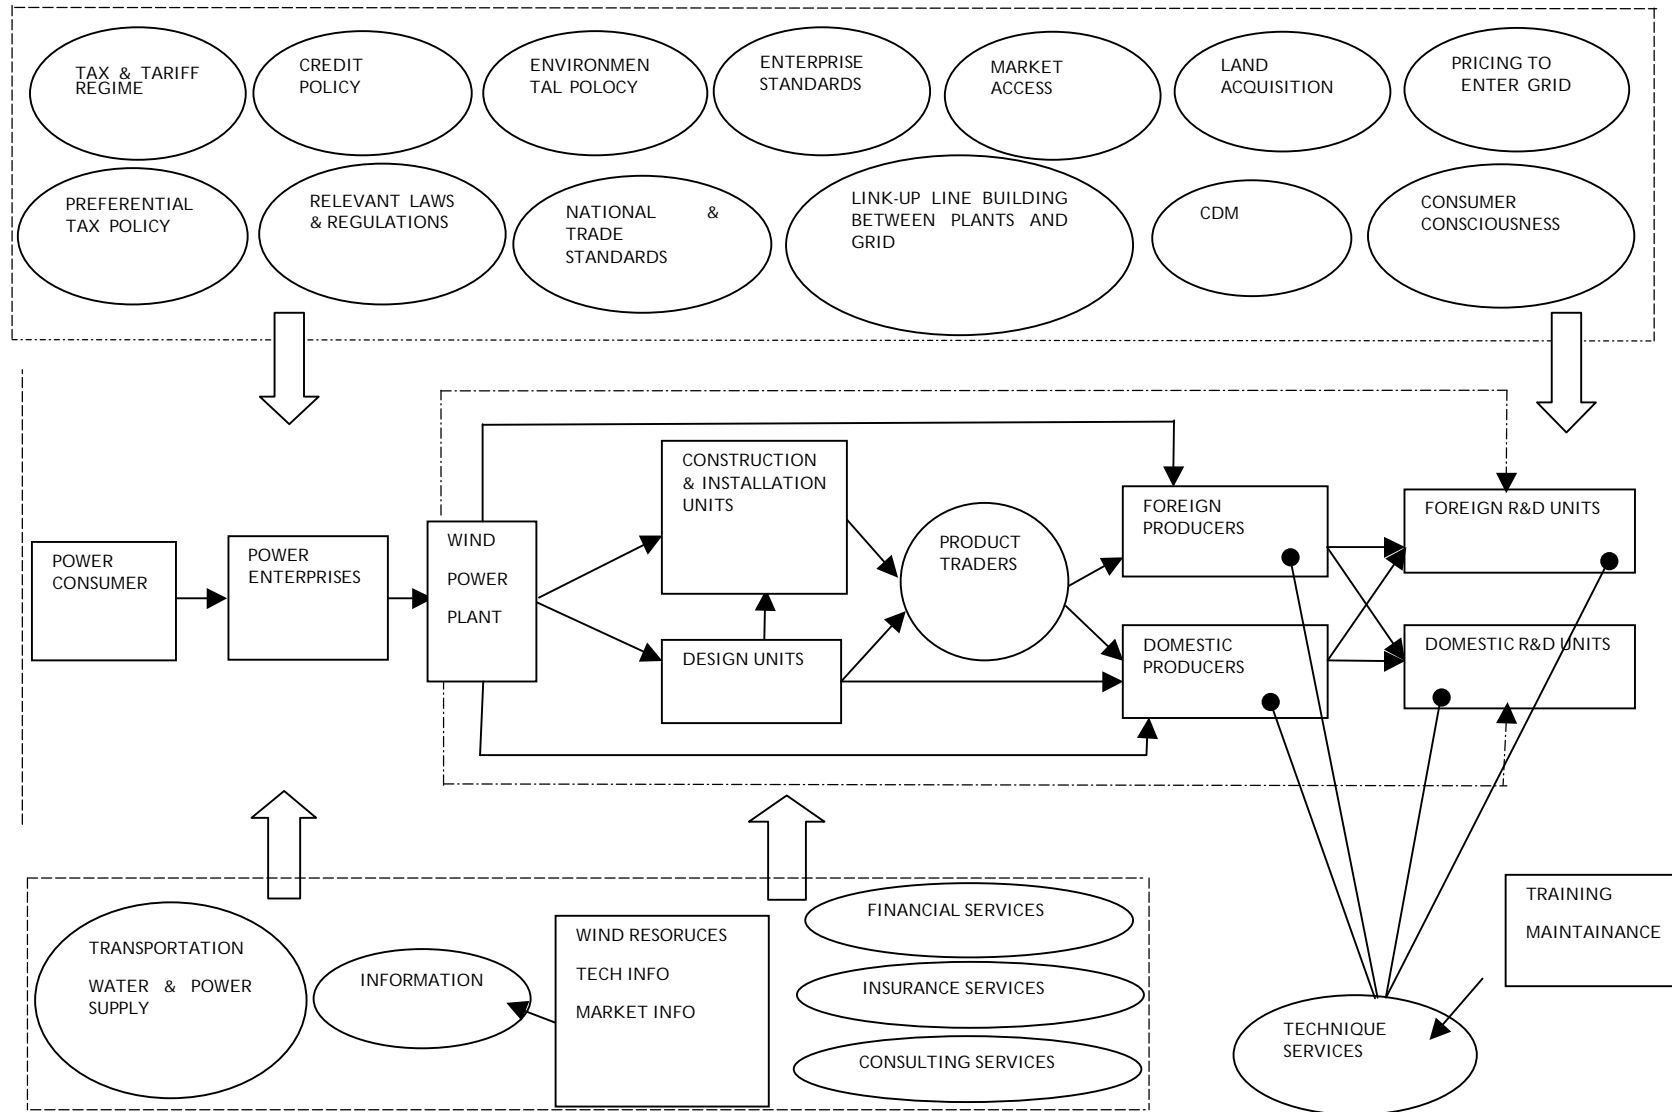 TAX & TARIFF
REGIME
CREDIT
POLICY
ENVIRONMEN
TAL POLOCY
ENTERPRISE
STANDARDS
MARKET
ACCESS
LAND
ACQUISITION
PRICING TO
ENTER GRID
PREFERENTIAL
TAX POLICY
RELEVANT LAWS
& REGULATIONS
NATIONAL &
TRADE
STANDARDS
LINK-UP LINE BUILDING
BETWEEN PLANTS AND
GRID
CDM
CONSUMER
CONSCIOUSNESS
POWER
CONSUMER
POWER
ENTERPRISES
WIND
POWER
PLANT
CONSTRUCTION
& INSTALLATION
UNITS
DESIGN UNITS
PRODUCT
TRADERS
FOREIGN
PRODUCERS
DOMESTIC
PRODUCERS
FOREIGN R&D UNITS
DOMESTIC R&D UNITS
TRANSPORTATION
WATER & POWER
SUPPLY
INFORMATION
WIND RESORUCES
TECH INFO
MARKET INFO
FINANCIAL SERVICES
INSURANCE SERVICES
CONSULTING SERVICES
TECHNIQUE
SERVICES
TRAINING
MAINTAINANCE